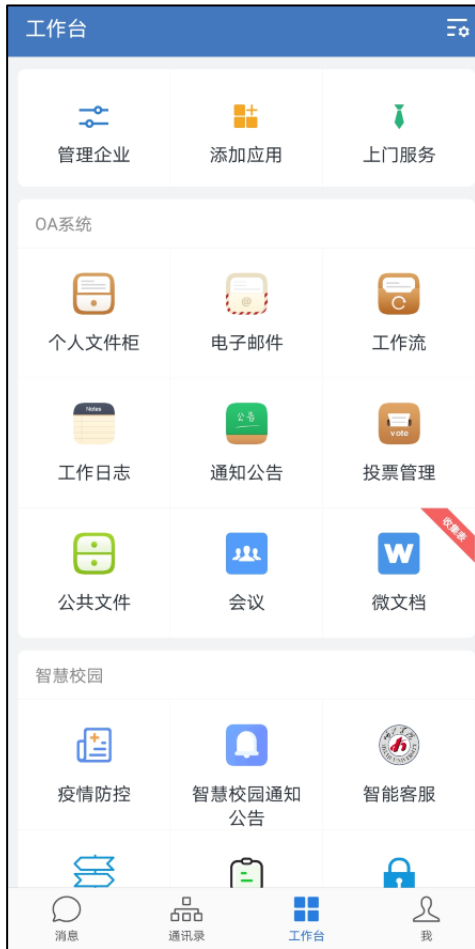 工作台
管理企业
添加应用
上门服务
OA系统
个人文件柜
电子邮件
工作流
Notes
公告
vote
工作日志
通知公告
投票管理
收集表
W
公共文件
会议
微文档
智慧校园
疫情防控
智慧校园通知
公告
智能客服
消息
通讯录
工作台
我